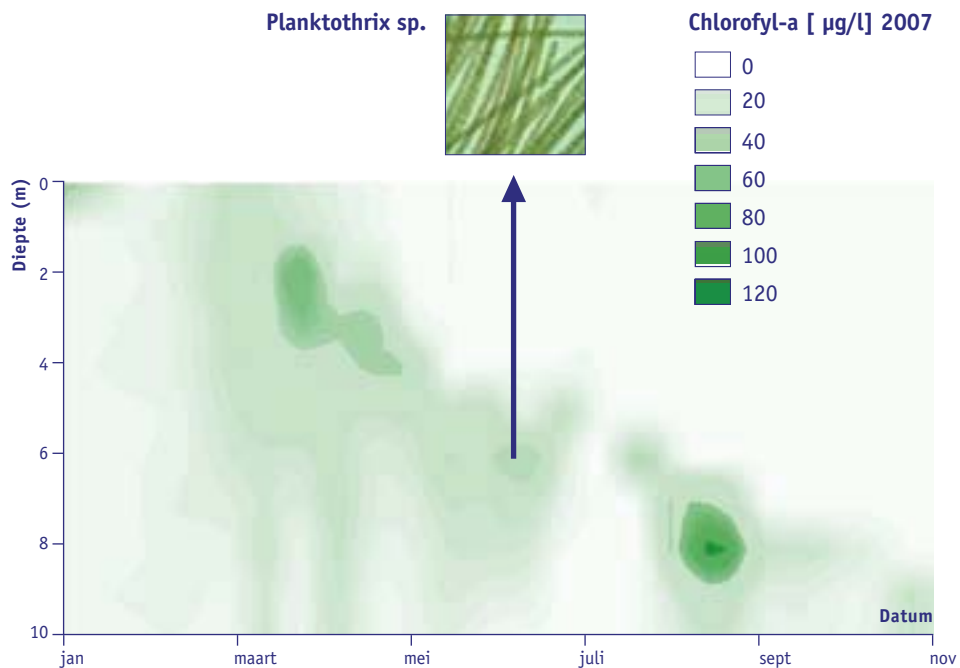 Planktothrix sp.
Chlorofyl-a [ µg/l] 2007
0
20
40
60
80
100
120
Diepte (m)
0
2
4
6
8
10
Datum
jan
maart
mei
juli
sept
nov